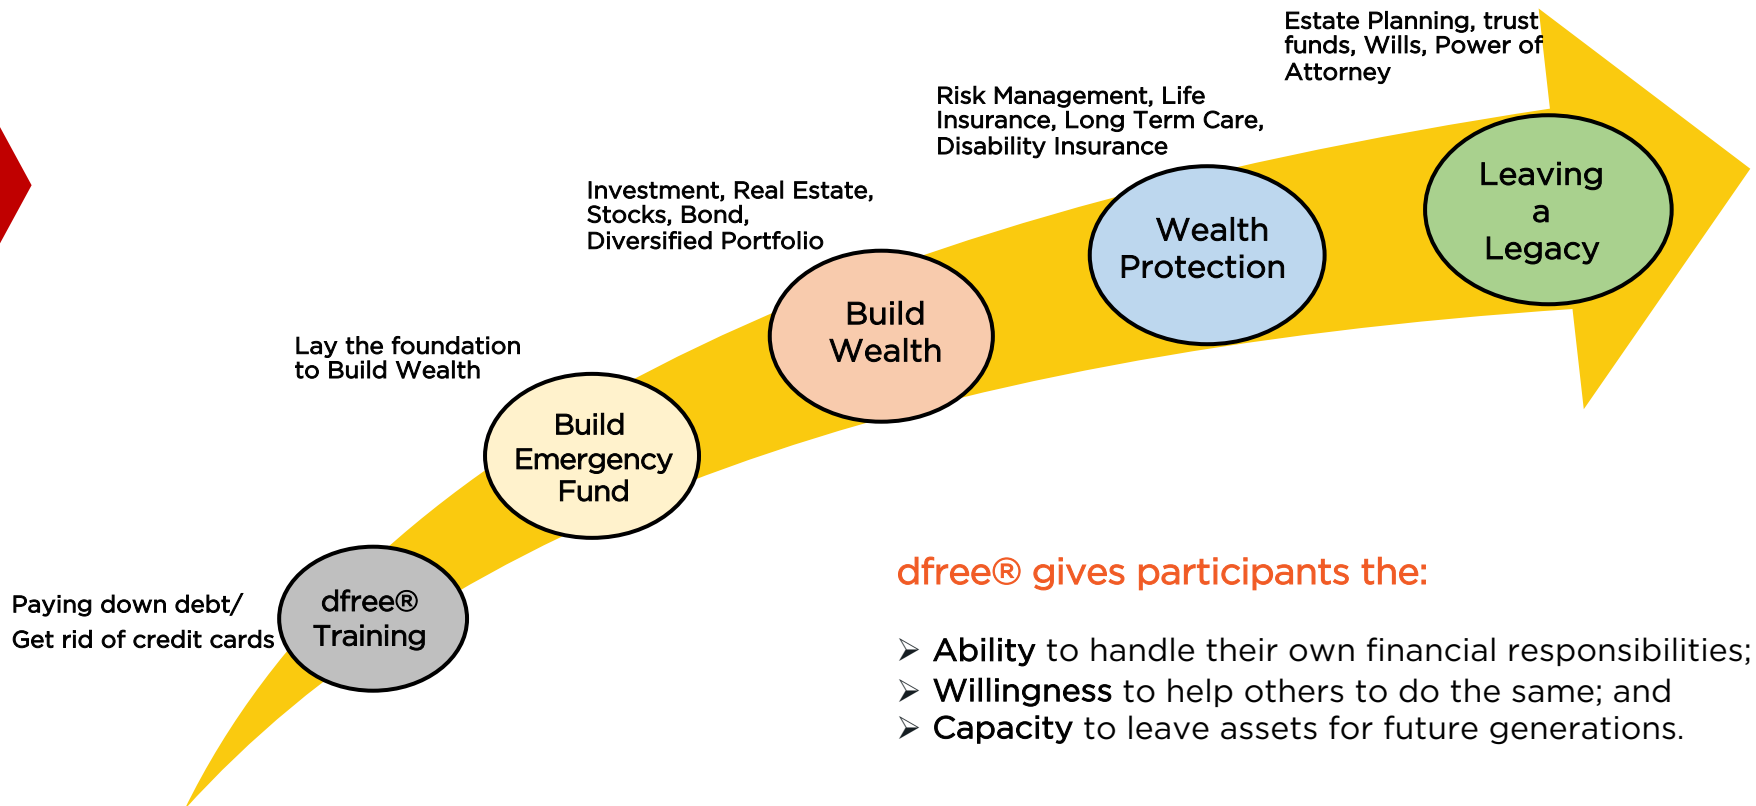 Estate Planning, trust
funds, Wills, Power of
Attorney
Risk Management, Life
Insurance, Long Term Care,
Disability Insurance
Leaving
a
Legacy
Investment, Real Estate,
Stocks, Bond,
Diversified Portfolio
Wealth
Protection
Build
Wealth
Lay the foundation
to Build Wealth
Build
Emergency
Fund
Paying down debt/
Get rid of credit cards
dfree®
Training
dfree® gives participants the:
➢ Ability to handle their own financial responsibilities;
➢ Willingness to help others to do the same; and
➢ Capacity to leave assets for future generations.